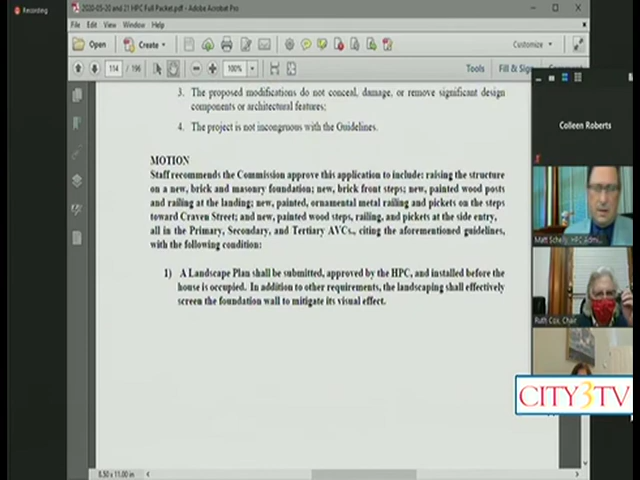 Recording
2020-05-20 and 21 HPC Full Packet.pdf - Adobe Acrobat Pro
File Edit View Window Help
Open Create Customize
114 / 196 100% Tools Fill & Sign
3. The proposed modifications do not conceal, damage, or remove significant design
components or architectural features;
4. The project is not incongruous with the Guidelines.
MOTION
Staff recommends the Commission approve this application to include: raising the structure
on a new, brick and masonry foundation; new, brick front steps; new, painted wood posts
and railing at the landing; new, painted, ornamental metal railing and pickets on the steps
toward Craven Street; and new, painted wood steps, railing, and pickets at the side entry,
all in the Primary, Secondary, and Tertiary AVCs, citing the aforementioned guidelines,
with the following condition:
1) A Landscape Plan shall be submitted, approved by the HPC, and installed before the
house is occupied. In addition to other requirements, the landscaping shall effectively
screen the foundation wall to mitigate its visual effect.
8.50 x 11.00 in
Colleen Roberts
Matt Schelly, HPC Admi...
Ruth Cox, Chair
CITY3TV